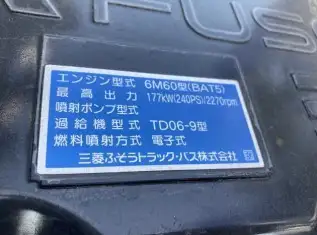 FUSO
エンジン型式 6M60型(BAT5)
最高出力 177kW(240PS)/2270rpm
噴射ポンプ型式
過給機型式 TD06-9型
燃料噴射方式 電子式
三菱ふそうトラック・バス株式会社